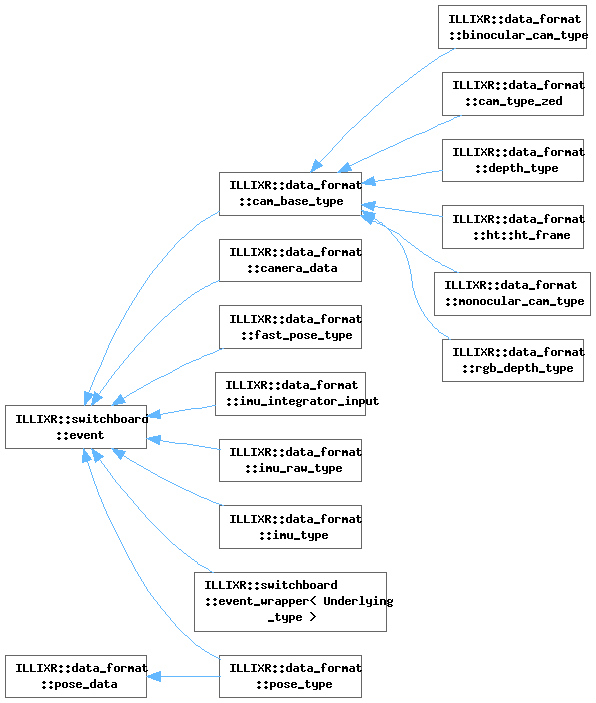 ILLIXR::data_format
::binocular_cam_type
ILLIXR::data_format
::cam_type_zed
ILLIXR::data_format
::depth_type
ILLIXR::data_format
::cam_base_type
ILLIXR::data_format
::ht::ht_frame
ILLIXR::data_format
::camera_data
ILLIXR::data_format
::monocular_cam_type
ILLIXR::data_format
::fast_pose_type
ILLIXR::data_format
::rgb_depth_type
ILLIXR::data_format
::imu_integrator_input
ILLIXR::switchboard
::event
ILLIXR::data_format
::imu_raw_type
ILLIXR::data_format
::imu_type
ILLIXR::switchboard
::event_wrapper< Underlying
_type >
ILLIXR::data_format
::pose_data
ILLIXR::data_format
::pose_type